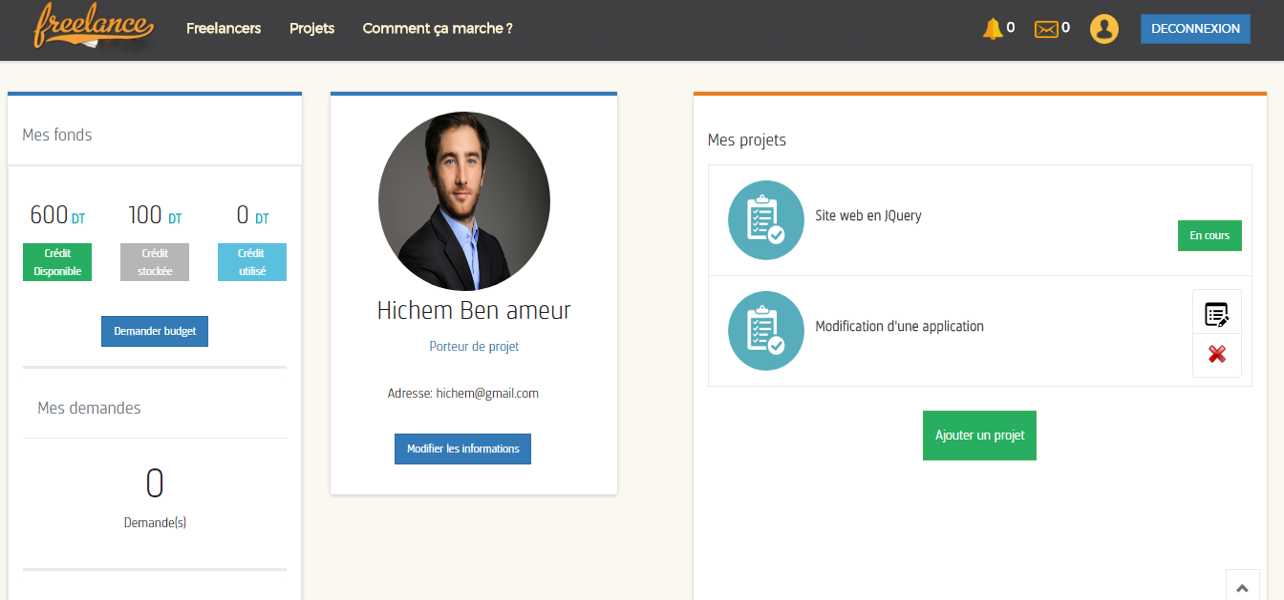 freelance
Freelancers
Projets
Comment ça marche ?
0
0
DECONNEXION
Mes fonds
600 DT
100 DT
0 DT
Crédit
Disponible
Crédit
stockée
Crédit
utilisé
Demander budget
Mes demandes
0
Demande(s)
Hichem Ben ameur
Porteur de projet
Adresse: hichem@gmail.com
Modifier les informations
Mes projets
Site web en JQuery
En cours
Modification d'une application
Ajouter un projet